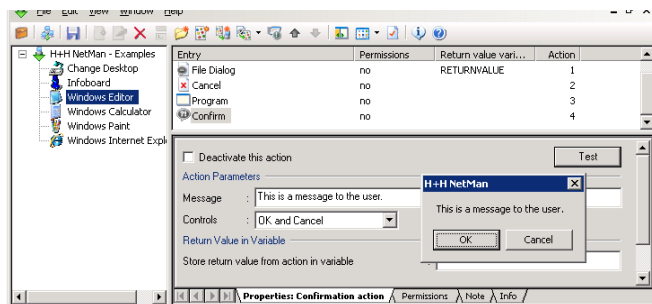 File Edit View Window Help
H+H NetMan - Examples
Change Desktop
Infoboard
Windows Editor
Windows Calculator
Windows Paint
Windows Internet Expl
Entry Permissions Return value vari... Action
File Dialog no RETURNVALUE 1
Cancel no 2
Program no 3
Confirm no 4
Deactivate this action Test
Action Parameters
Message : This is a message to the user.
Controls : OK and Cancel
Return Value in Variable
Store return value from action in variable :
H+H NetMan
This is a message to the user.
OK Cancel
Properties: Confirmation action Permissions Note Info